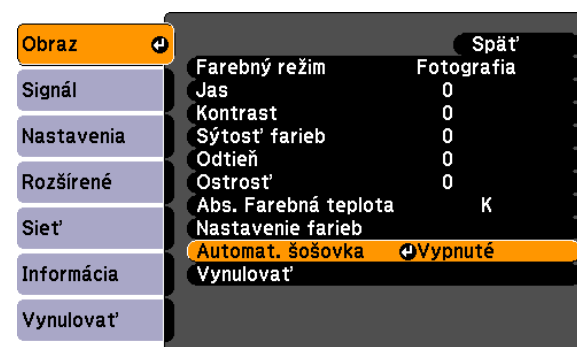 Obraz
Signál
Nastavenia
Rozšírené
Sieť
Informácia
Vynulovať
Späť
Farebný režim Fotografia
Jas 0
Kontrast 0
Sýtosť farieb 0
Odtieň 0
Ostrosť 0
Abs. Farebná teplota K
Nastavenie farieb
Automat. šošovka Vypnuté
Vynulovať